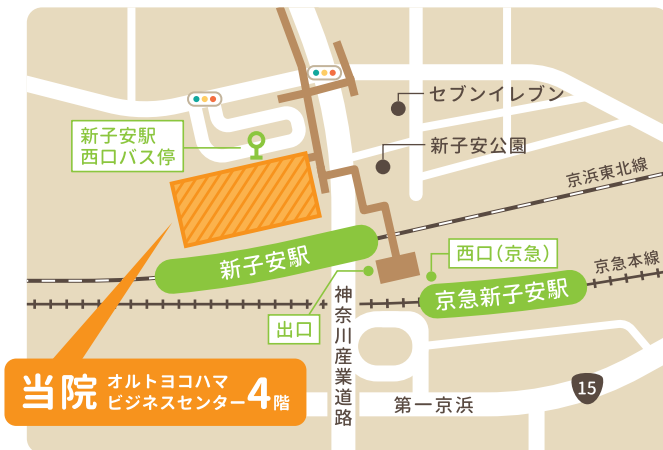 セブンイレブン
新子安駅
西口バス停
新子安公園
京浜東北線
西口(京急)
新子安駅
京急本線
京急新子安駅
出口
神奈川産業道路
当院 オルトヨコハマ
ビジネスセンター4階
15
第一京浜